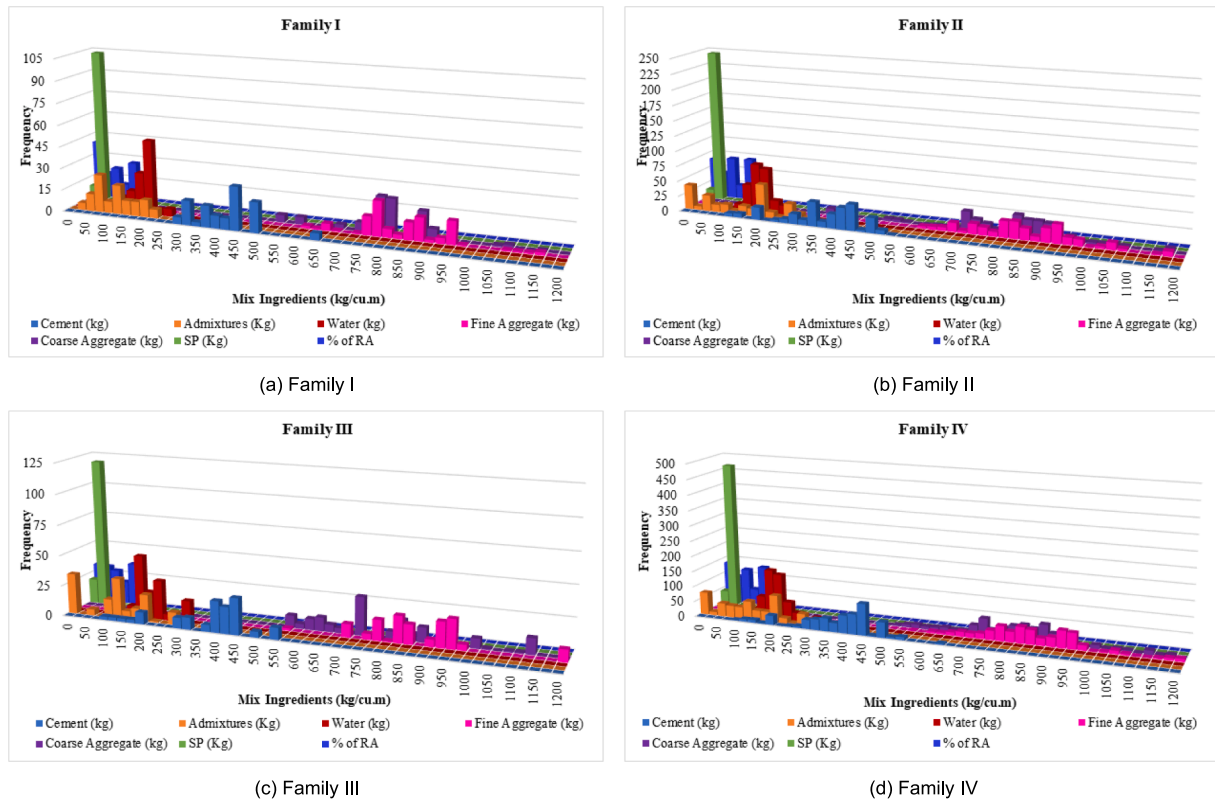 Family I
105
90
75
60
45
30
15
0
Frequency
0 50 100 150 200 250 300 350 400 450 500 550 600 650 700 750 800 850 900 950 1000 1050 1100 1150 1200
Mix Ingredients (kg/cu.m)
Cement (kg) Admixtures (Kg) Water (kg) Fine Aggregate (kg)
Coarse Aggregate (kg) SP (Kg) % of RA
(a) Family I
Family II
250
225
200
175
150
125
100
75
50
25
0
Frequency
0 50 100 150 200 250 300 350 400 450 500 550 600 650 700 750 800 850 900 950 1000 1050 1100 1150 1200
Mix Ingredients (kg/cu.m)
Cement (kg) Admixtures (Kg) Water (kg) Fine Aggregate (kg)
Coarse Aggregate (kg) SP (Kg) % of RA
(b) Family II
Family III
125
100
75
50
25
0
Frequency
0 50 100 150 200 250 300 350 400 450 500 550 600 650 700 750 800 850 900 950 1000 1050 1100 1150 1200
Mix Ingredients (kg/cu.m)
Cement (kg) Admixtures (Kg) Water (kg) Fine Aggregate (kg)
Coarse Aggregate (kg) SP (Kg) % of RA
(c) Family III
Family IV
500
450
400
350
300
250
200
150
100
50
0
Frequency
0 50 100 150 200 250 300 350 400 450 500 550 600 650 700 750 800 850 900 950 1000 1050 1100 1150 1200
Mix Ingredients (kg/cu.m)
Cement (kg) Admixtures (Kg) Water (kg) Fine Aggregate (kg)
Coarse Aggregate (kg) SP (Kg) % of RA
(d) Family IV